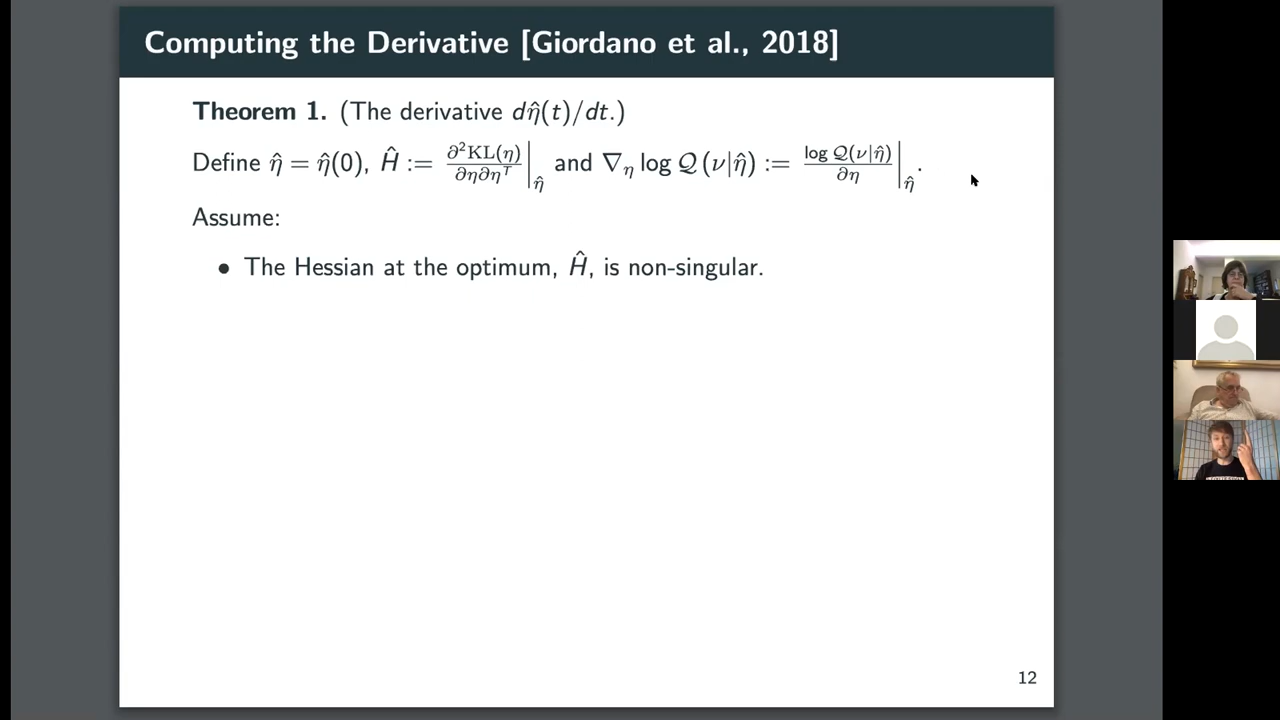 Computing the Derivative [Giordano et al., 2018]
Theorem 1. (The derivative dη̂(t)/dt.)
Define η̂ = η̂(0), Ĥ := ∂²KL(η)/∂η∂ηᵀ |_η̂ and ∇_η log Q(ν|η̂) := log Q(ν|η̂)/∂η |_η̂.
Assume:
• The Hessian at the optimum, Ĥ, is non-singular.
12